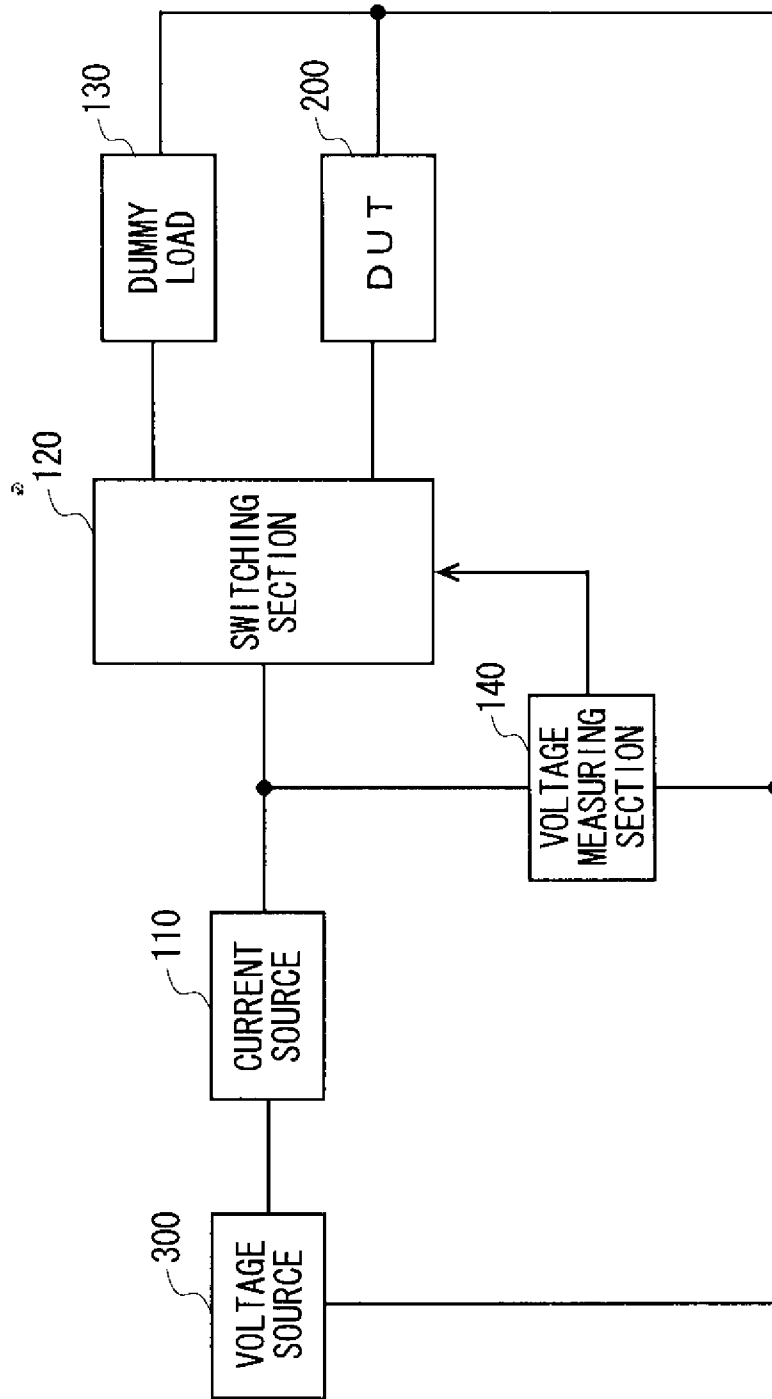 130
DUMMY
LOAD
200
DUT
120
SWITCHING
SECTION
140
VOLTAGE
MEASURING
SECTION
110
CURRENT
SOURCE
300
VOLTAGE
SOURCE